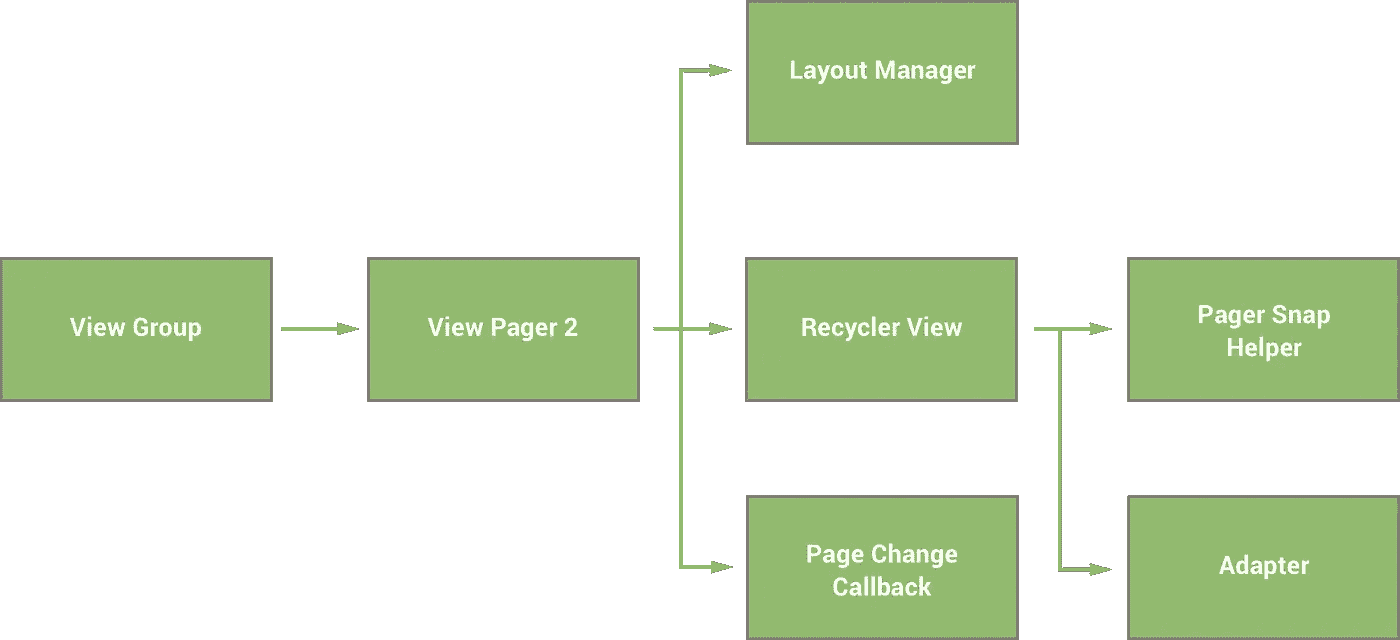 Layout Manager
View Group
View Pager 2
Recycler View
Pager Snap
Helper
Page Change
Callback
Adapter